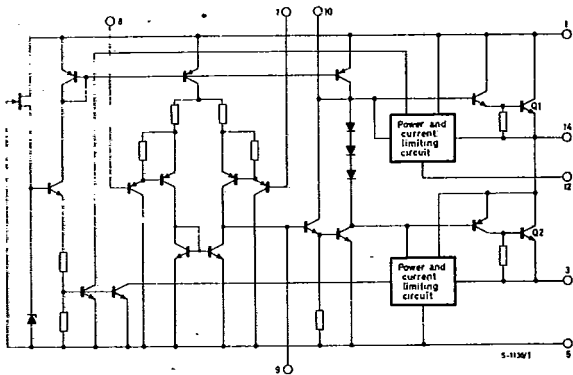 8
7
10
1
Q1
Power and
current
limiting
circuit
14
12
Power and
current
limiting
circuit
Q2
3
S-1130/1
5
9